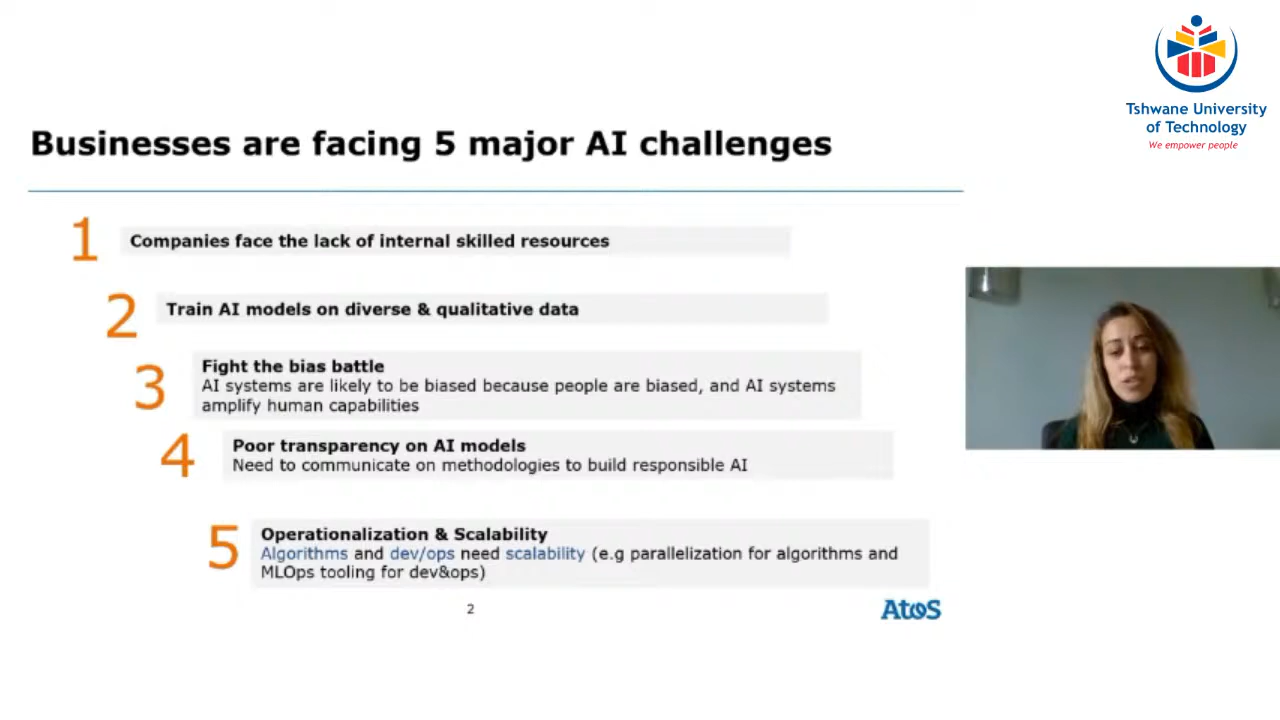 Tshwane University
of Technology
We empower people
Businesses are facing 5 major AI challenges
1
Companies face the lack of internal skilled resources
2
Train AI models on diverse & qualitative data
3
Fight the bias battle
AI systems are likely to be biased because people are biased, and AI systems
amplify human capabilities
4
Poor transparency on AI models
Need to communicate on methodologies to build responsible AI
5
Operationalization & Scalability
Algorithms and dev/ops need scalability (e.g parallelization for algorithms and
MLOps tooling for dev&ops)
2
Atos